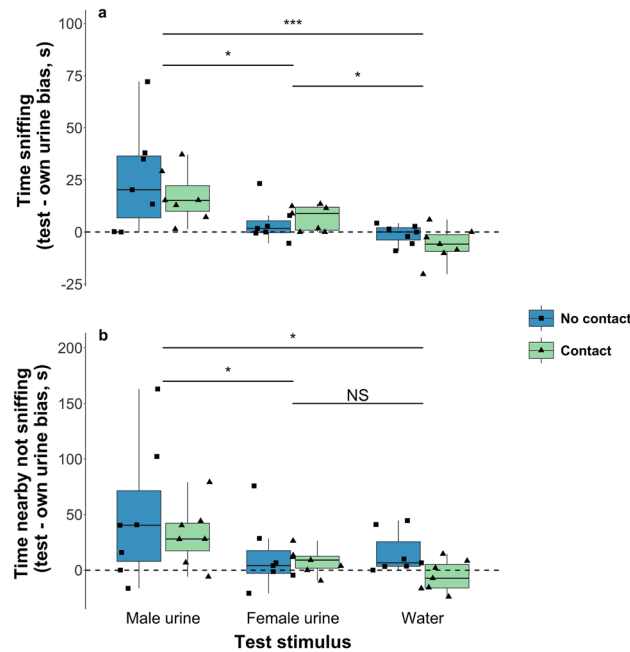 a
***
*
*
100
75
50
25
0
-25
Time sniffing
(test - own urine bias, s)
No contact
Contact
b
*
*
NS
200
150
100
50
0
Time nearby not sniffing
(test - own urine bias, s)
Male urine Female urine Water
Test stimulus